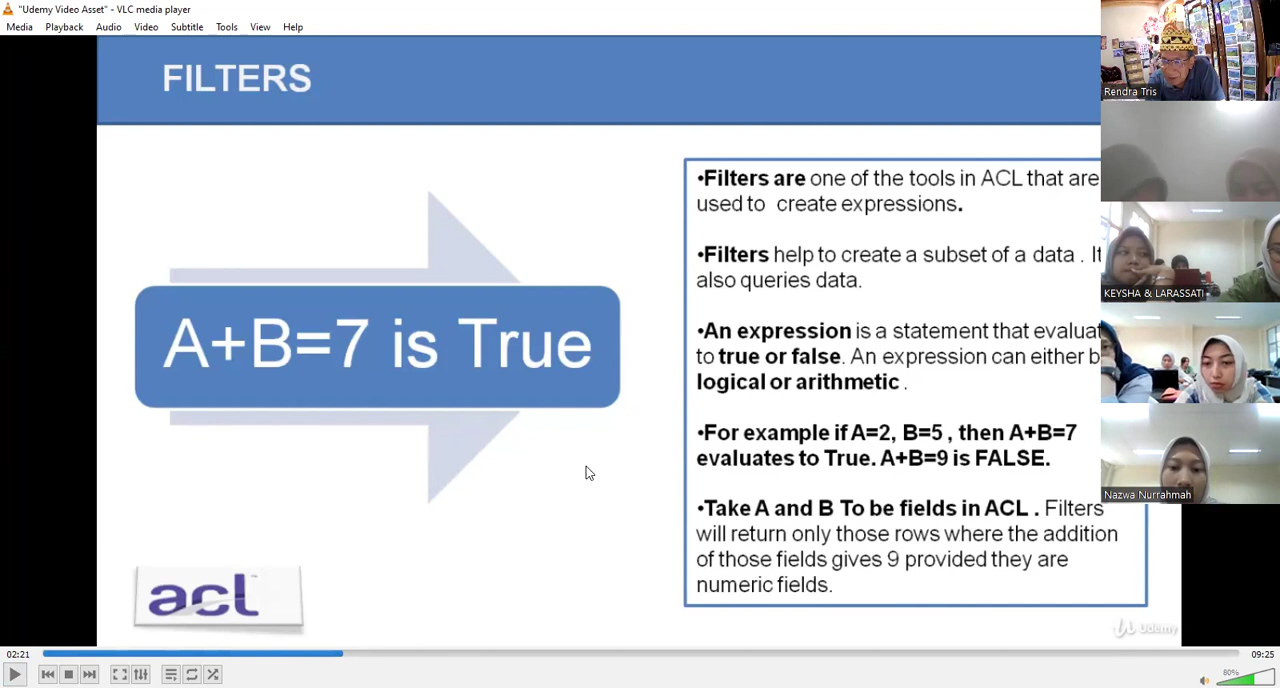 "Udemy Video Asset" - VLC media player
Media Playback Audio Video Subtitle Tools View Help
FILTERS
A+B=7 is True
•Filters are one of the tools in ACL that are
used to create expressions.
•Filters help to create a subset of a data . It
also queries data.
•An expression is a statement that evaluat
to true or false. An expression can either b
logical or arithmetic .
•For example if A=2, B=5 , then A+B=7
evaluates to True. A+B=9 is FALSE.
•Take A and B To be fields in ACL . Filters
will return only those rows where the addition
of those fields gives 9 provided they are
numeric fields.
acl
Udemy
Rendra Tris
KEYSHA & LARASSATI
Nazwa Nurrahmah
02:21
09:25
80%